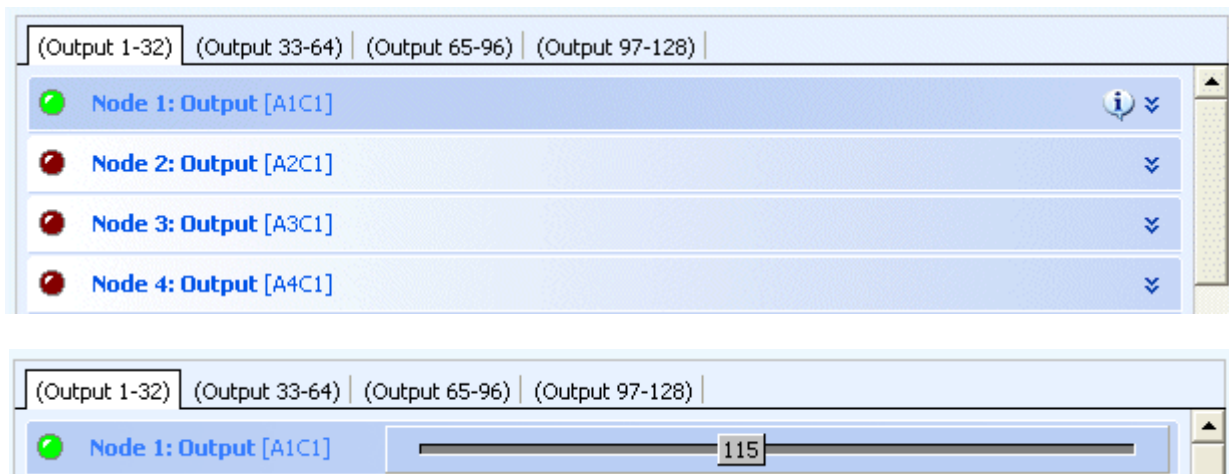 (Output 1-32) (Output 33-64) (Output 65-96) (Output 97-128)
Node 1: Output [A1C1]
Node 2: Output [A2C1]
Node 3: Output [A3C1]
Node 4: Output [A4C1]
(Output 1-32) (Output 33-64) (Output 65-96) (Output 97-128)
Node 1: Output [A1C1] 115